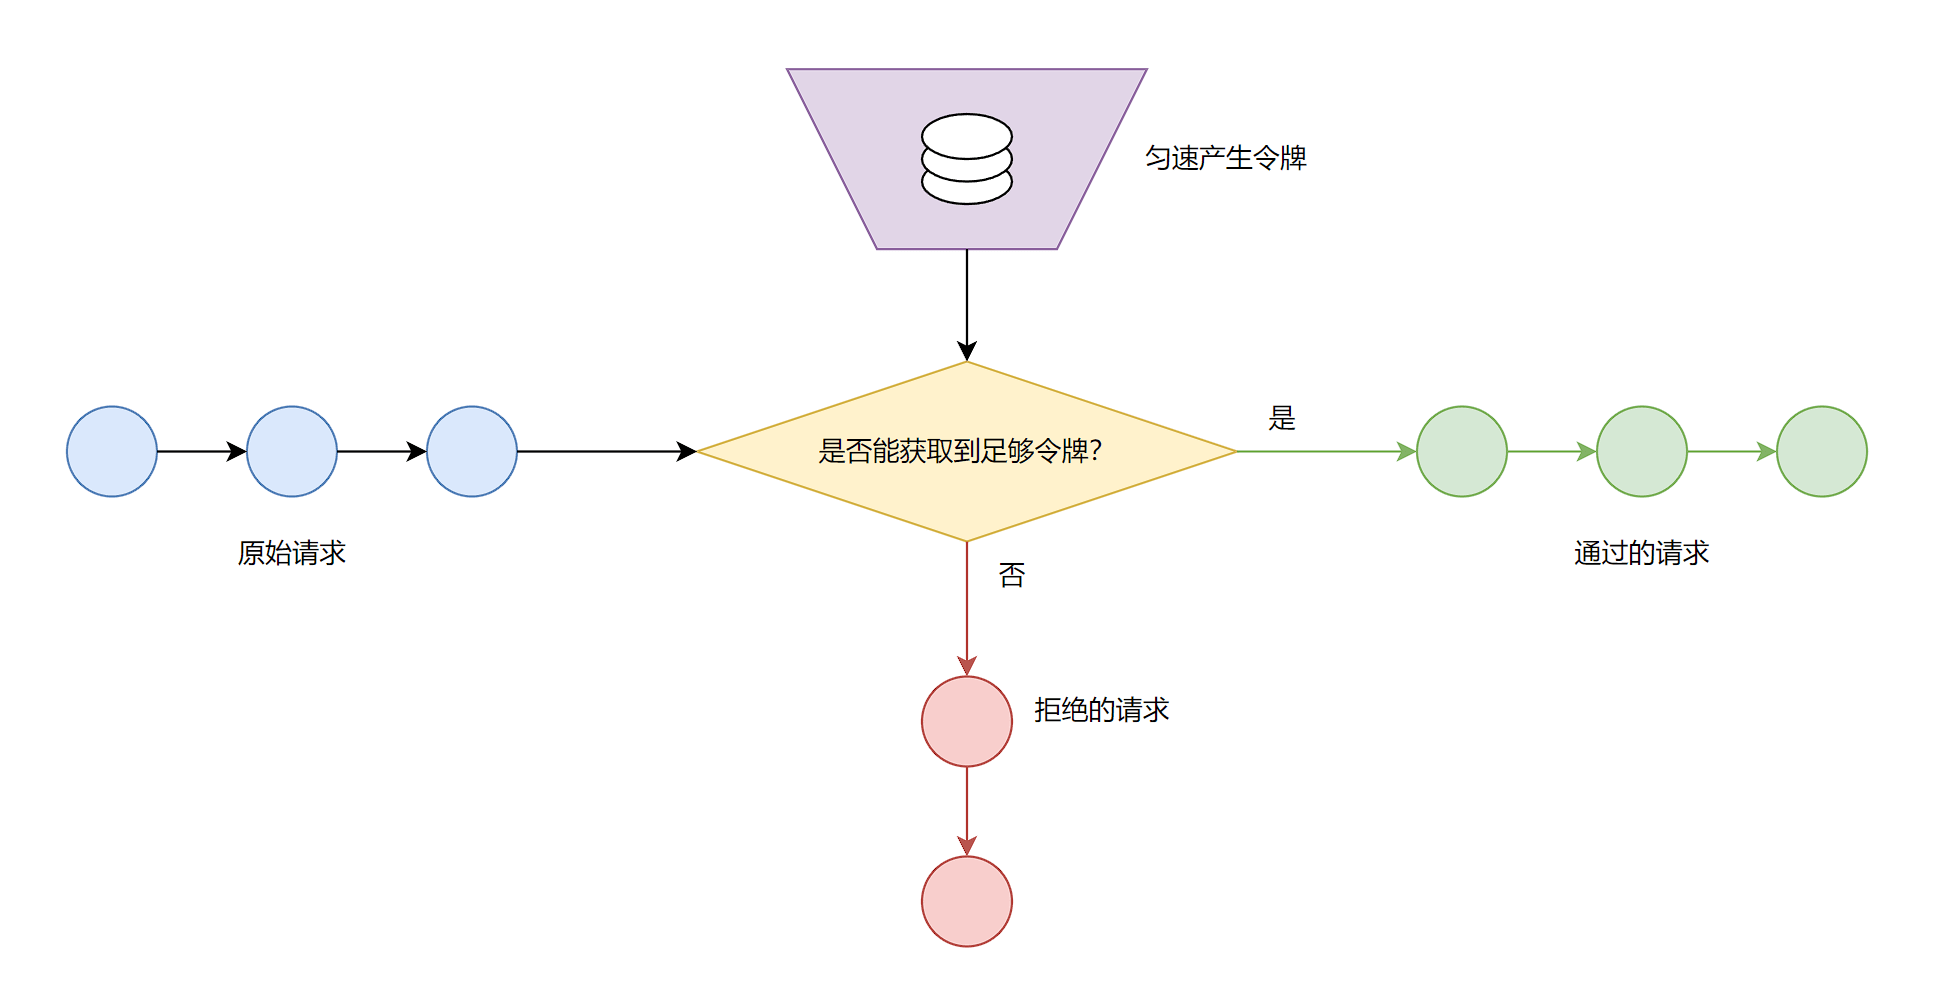 匀速产生令牌
是否能获取到足够令牌?
是
原始请求
通过的请求
否
拒绝的请求